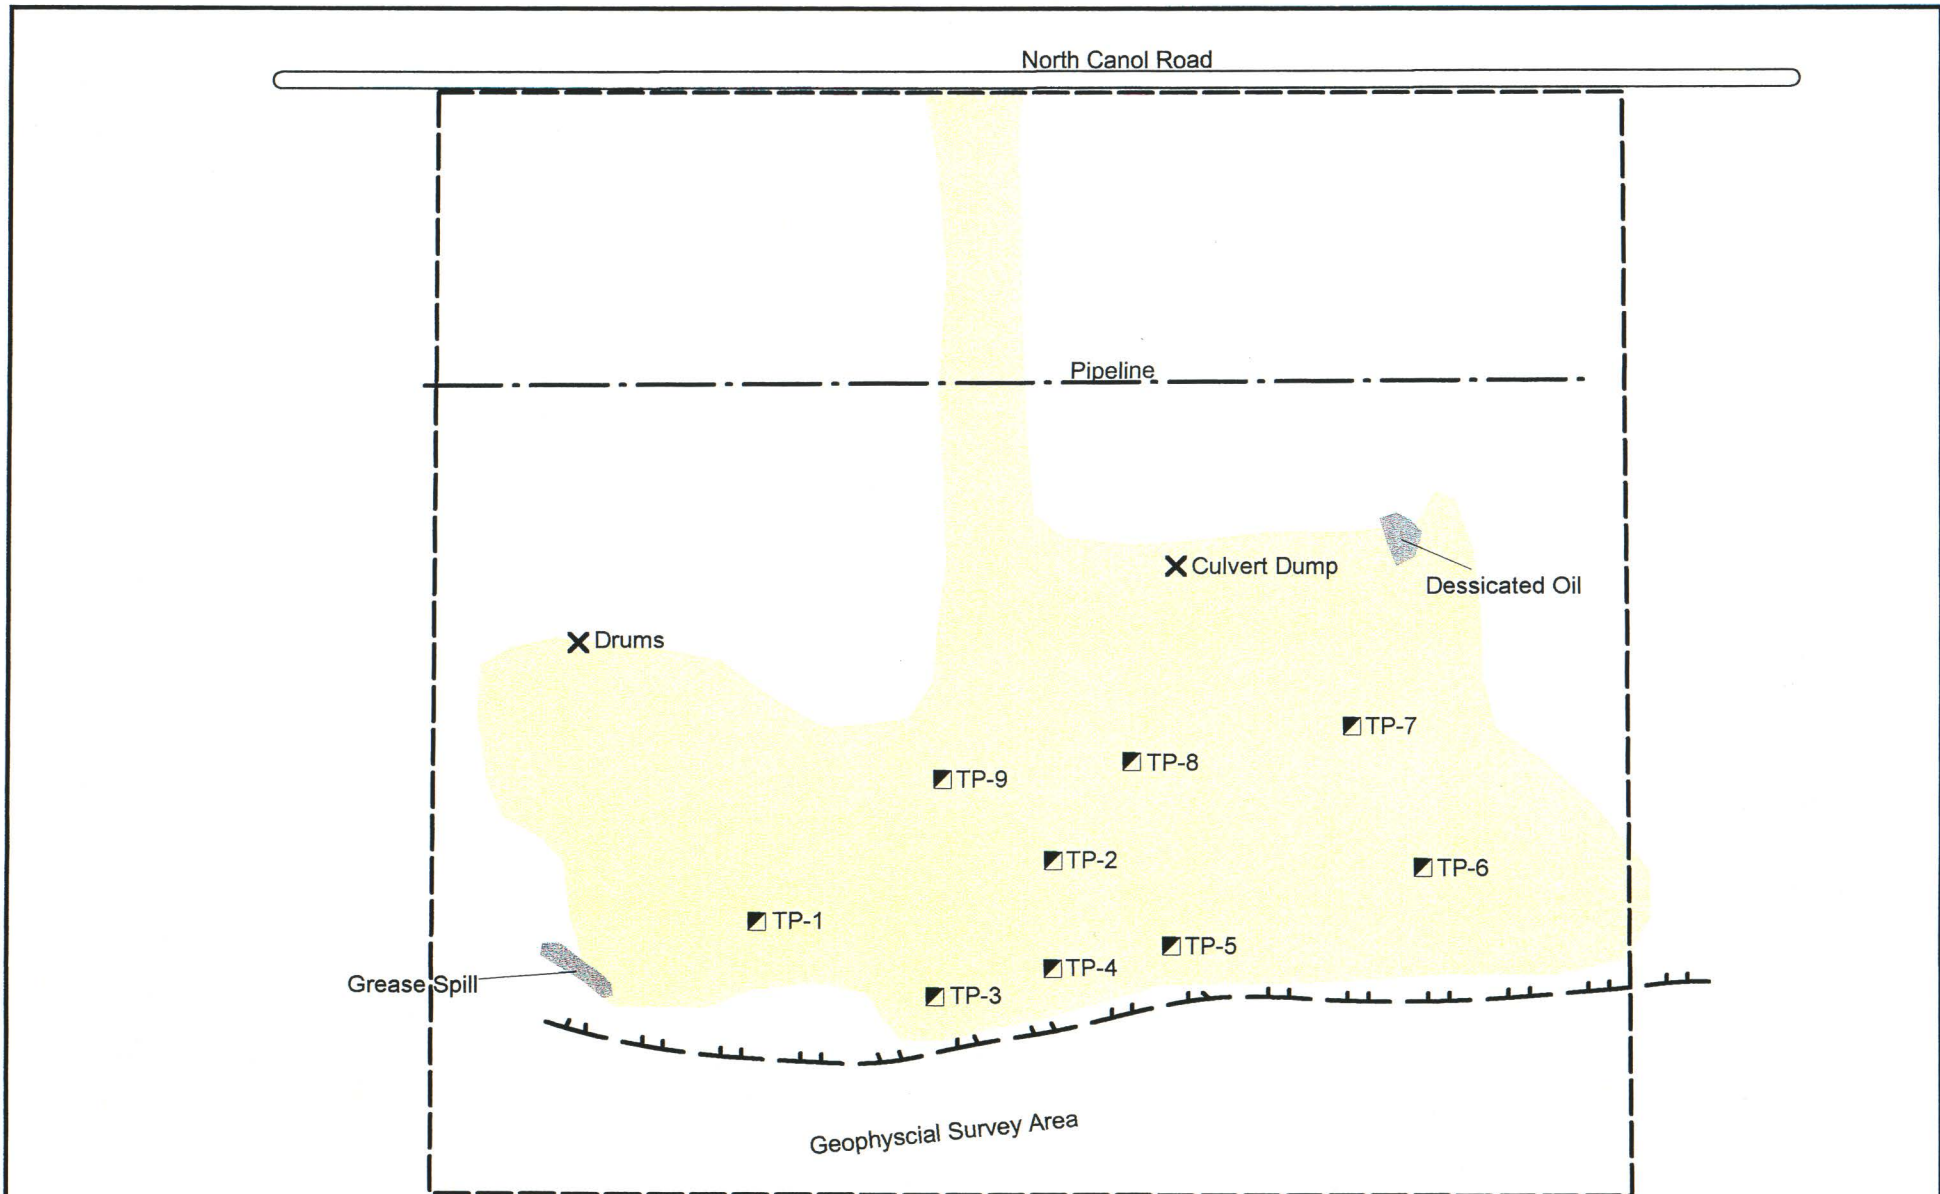 North Canol Road
Pipeline
Culvert Dump
Dessicated Oil
Drums
TP-7
TP-8
TP-9
TP-2
TP-6
TP-1
TP-5
TP-4
TP-3
Grease Spill
Geophyscial Survey Area